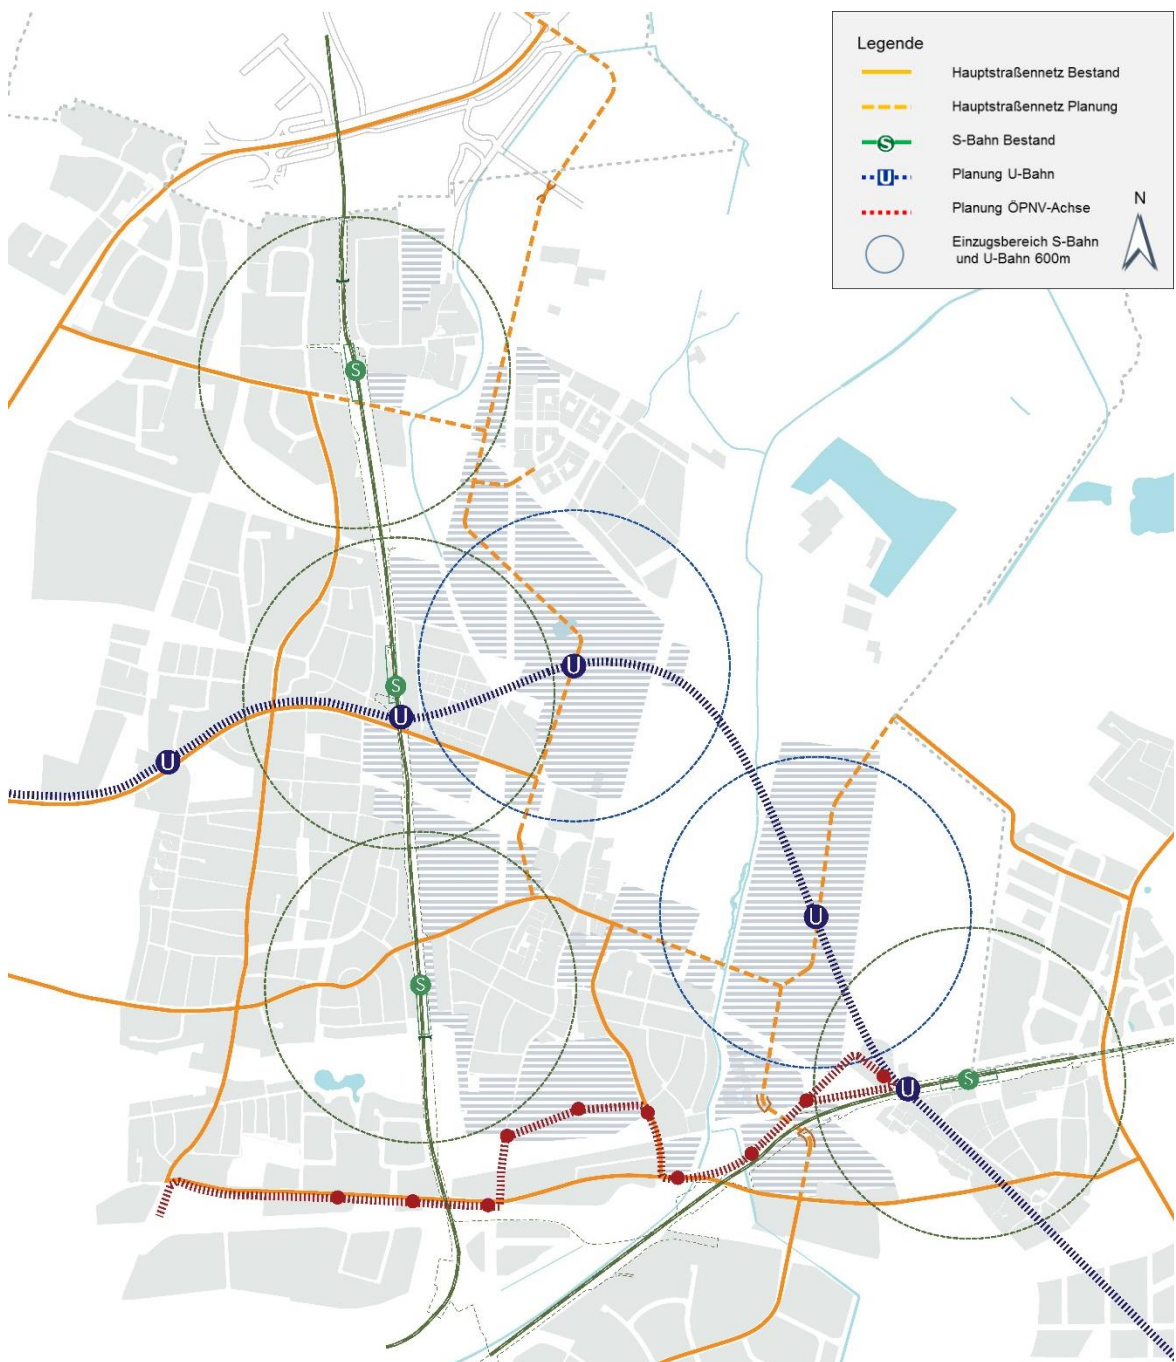 Legende
Hauptstraßennetz Bestand
Hauptstraßennetz Planung
S S-Bahn Bestand
U Planung U-Bahn
Planung ÖPNV-Achse
N
Einzugsbereich S-Bahn
und U-Bahn 600m
S
U
S
U
U
U
S
S
U